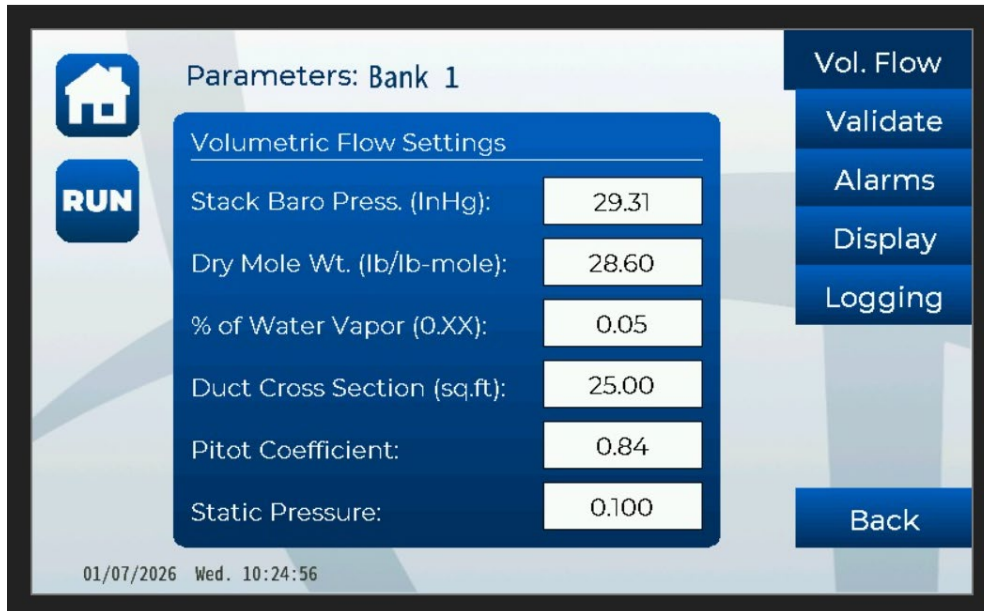 Parameters: Bank 1
Volumetric Flow Settings
Stack Baro Press. (InHg): 29.31
Dry Mole Wt. (lb/lb-mole): 28.60
% of Water Vapor (0.XX): 0.05
Duct Cross Section (sq.ft): 25.00
Pitot Coefficient: 0.84
Static Pressure: 0.100
RUN
Vol. Flow
Validate
Alarms
Display
Logging
Back
01/07/2026 Wed. 10:24:56